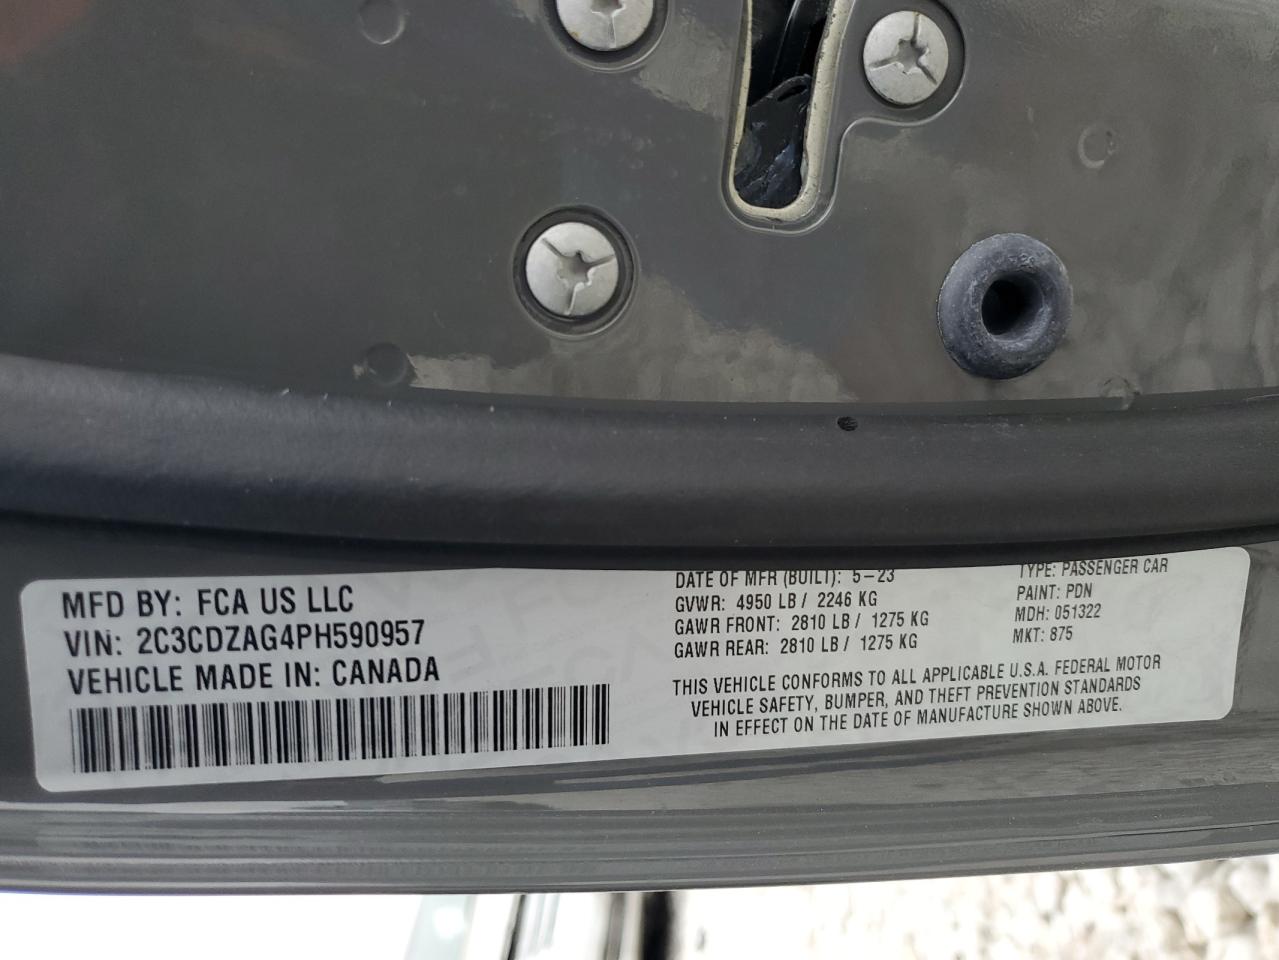 MFD BY: FCA US LLC
VIN: 2C3CDZAG4PH590957
VEHICLE MADE IN: CANADA
DATE OF MFR (BUILT): 5-23
GVWR: 4950 LB / 2246 KG
GAWR FRONT: 2810 LB / 1275 KG
GAWR REAR: 2810 LB / 1275 KG
TYPE: PASSENGER CAR
PAINT: PDN
MDH: 051322
MKT: 875
THIS VEHICLE CONFORMS TO ALL APPLICABLE U.S.A. FEDERAL MOTOR
VEHICLE SAFETY, BUMPER, AND THEFT PREVENTION STANDARDS
IN EFFECT ON THE DATE OF MANUFACTURE SHOWN ABOVE.